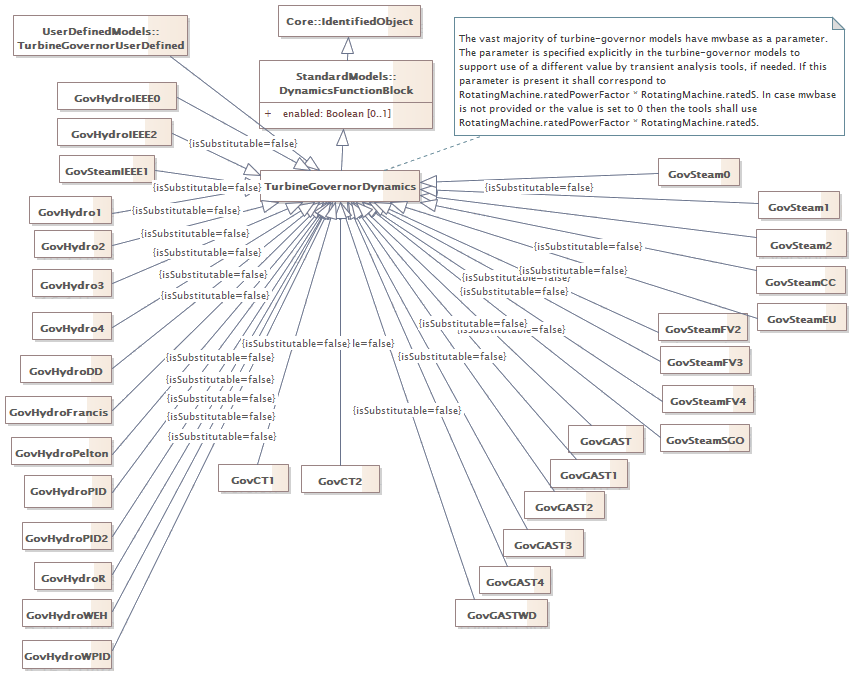 UserDefinedModels::
TurbineGovernorUserDefined
Core::IdentifiedObject
StandardModels::
DynamicsFunctionBlock
+ enabled: Boolean [0..1]
The vast majority of turbine-governor models have mwbase as a parameter.
The parameter is specified explicitly in the turbine-governor models to
support use of a different value by transient analysis tools, if needed. If this
parameter is present it shall correspond to
RotatingMachine.ratedPowerFactor * RotatingMachine.ratedS. In case mwbase
is not provided or the value is set to 0 then the tools shall use
RotatingMachine.ratedPowerFactor * RotatingMachine.ratedS.
GovHydroIEEE0
GovHydroIEEE2
{isSubstitutable=false}
GovSteamIEEE1
{isSubstitutable=false}
TurbineGovernorDynamics
GovSteam0
{isSubstitutable=false}
GovHydro1
{isSubstitutable=false}
GovSteam1
GovHydro2
{isSubstitutable=false}
GovSteam2
{isSubstitutable=false}
{isSubstitutable=false}
GovHydro3
{isSubstitutable=false}
{isSubstitutable=false}
{isSubstitutable=false}
GovSteamCC
{isSubstitutable=false}
{isSubstitutable=false}
GovHydro4
GovSteamEU
{isSubstitutable=false}
{isSubstitutable=false}
GovSteamFV2
{isSubstitutable=false}
le=false}
{isSubstitutable=false}
{isSubstitutable=false}
GovSteamFV3
GovHydroDD
{isSubstitutable=false}
{isSubstitutable=false}
GovSteamFV4
GovHydroFrancis
{isSubstitutable=false}
{isSubstitutable=false}
{isSubstitutable=false}
GovGAST
GovSteamSGO
GovHydroPelton
GovCT1
GovCT2
GovGAST1
GovHydroPID
GovGAST2
GovHydroPID2
GovGAST3
GovHydroR
GovGAST4
GovHydroWEH
GovGASTWD
GovHydroWPID